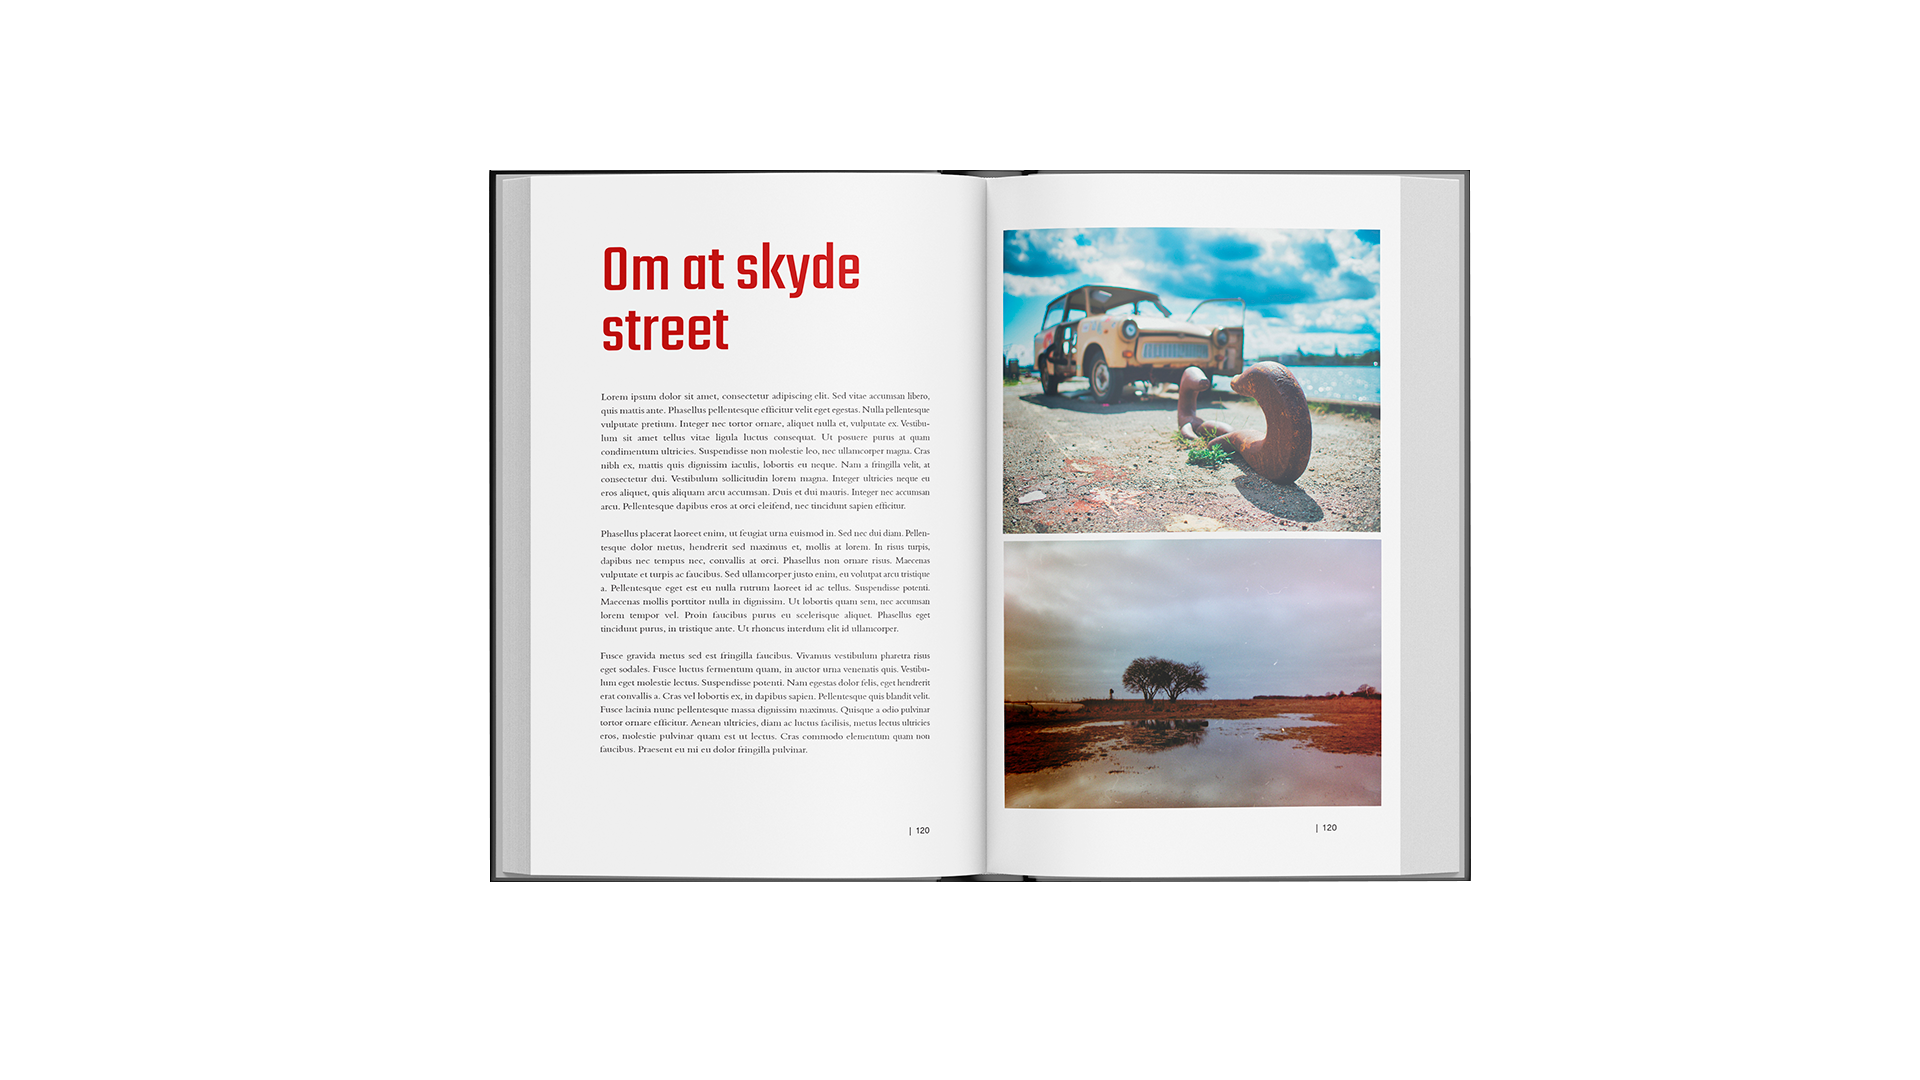 Om at skyde
street
Lorem ipsum dolor sit amet, consectetur adipiscing elit. Sed vitae accumsan libero,
quis mattis ante. Phasellus pellentesque efficitur velit eget egestas. Nulla pellentesque
vulputate pretium. Integer nec tortor ornare, aliquet nulla et, vulputate ex. Vestibu-
lum sit amet tellus vitae ligula luctus consequat. Ut posuere purus at quam
condimentum ultricies. Suspendisse non molestie leo, nec ullamcorper magna. Cras
nibh ex, mattis quis dignissim iaculis, lobortis eu neque. Nam a fringilla velit, at
consectetur dui. Vestibulum sollicitudin lorem magna. Integer ultricies neque eu
eros aliquet, quis aliquam arcu accumsan. Duis et dui mauris. Integer nec accumsan
arcu. Pellentesque dapibus eros at orci eleifend, nec tincidunt sapien efficitur.
Phasellus placerat laoreet enim, ut feugiat urna euismod in. Sed nec dui diam. Pellen-
tesque dolor metus, hendrerit sed maximus et, mollis at lorem. In risus turpis,
dapibus nec tempus nec, convallis at orci. Phasellus non ornare risus. Maecenas
vulputate et turpis ac faucibus. Sed ullamcorper justo enim, eu volutpat arcu tristique
a. Pellentesque eget est eu nulla rutrum laoreet id ac tellus. Suspendisse potenti.
Maecenas mollis porttitor nulla in dignissim. Ut lobortis quam sem, nec accumsan
lorem tempor vel. Proin faucibus purus eu scelerisque aliquet. Phasellus eget
tincidunt purus, in tristique ante. Ut rhoncus interdum elit id ullamcorper.
Fusce gravida metus sed est fringilla faucibus. Vivamus vestibulum pharetra risus
eget sodales. Fusce luctus fermentum quam, in auctor urna venenatis quis. Vestibu-
lum eget molestie lectus. Suspendisse potenti. Nam egestas dolor felis, eget hendrerit
erat convallis a. Cras vel lobortis ex, in dapibus sapien. Pellentesque quis blandit velit.
Fusce lacinia nunc pellentesque massa dignissim maximus. Quisque a odio pulvinar
tortor ornare efficitur. Aenean ultricies, diam ac luctus facilisis, metus lectus ultricies
eros, molestie pulvinar quam est ut lectus. Cras commodo elementum quam non
faucibus. Praesent eu mi eu dolor fringilla pulvinar.
| 120
| 120